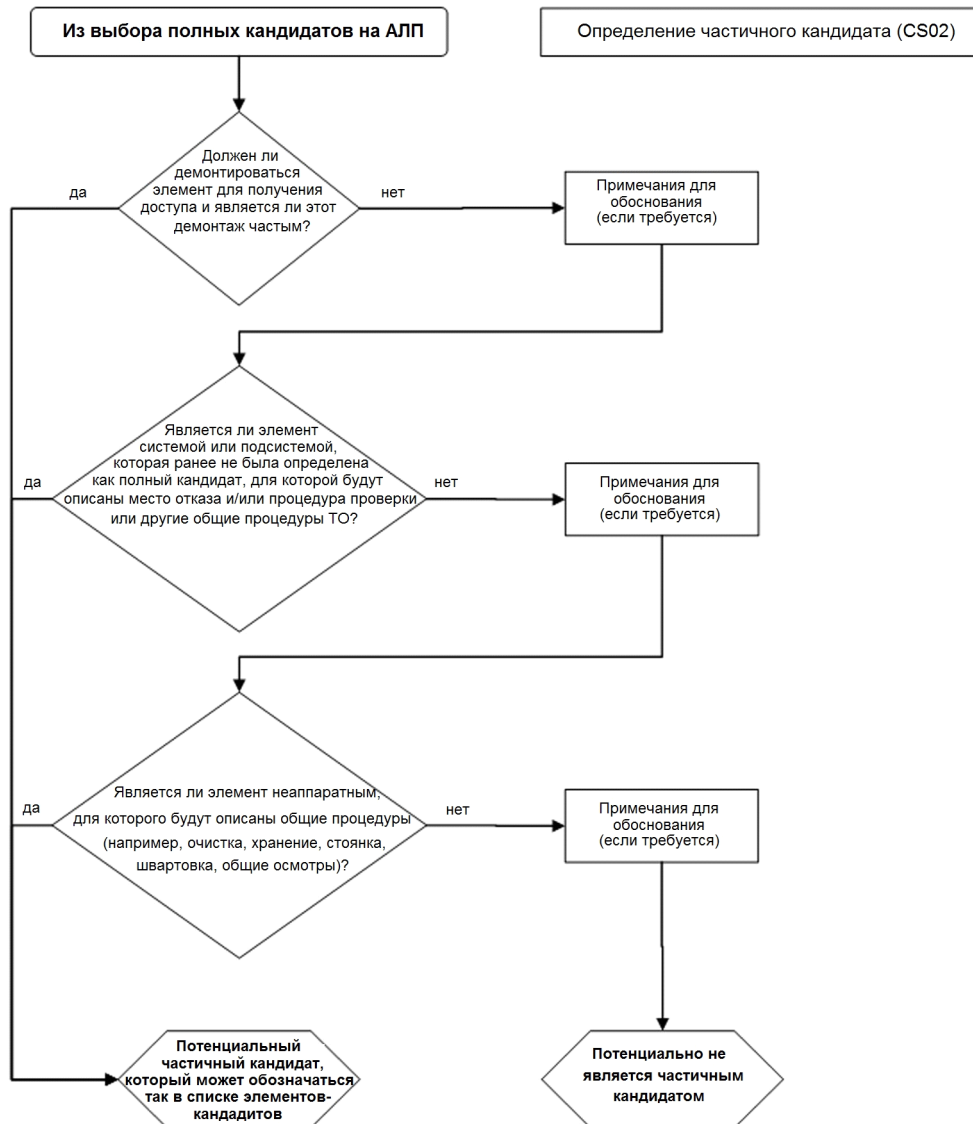 Из выбора полных кандидатов на АЛП
Определение частичного кандидата (CS02)
Должен ли
демонтироваться
элемент для получения
доступа и является ли этот
демонтаж частым?
да
нет
Примечания для
обоснования
(если требуется)
Является ли элемент
системой или подсистемой,
которая ранее не была определена
как полный кандидат, для которой будут
описаны место отказа и/или процедура проверки
или другие общие процедуры ТО?
да
нет
Примечания для
обоснования
(если требуется)
Является ли элемент неаппаратным,
для которого будут описаны общие процедуры
(например, очистка, хранение, стоянка,
швартовка, общие осмотры)?
да
нет
Примечания для
обоснования
(если требуется)
Потенциальный
частичный кандидат,
который может обозначаться
так в списке элементов-
кандадитов
Потенциально не
является частичным
кандидатом